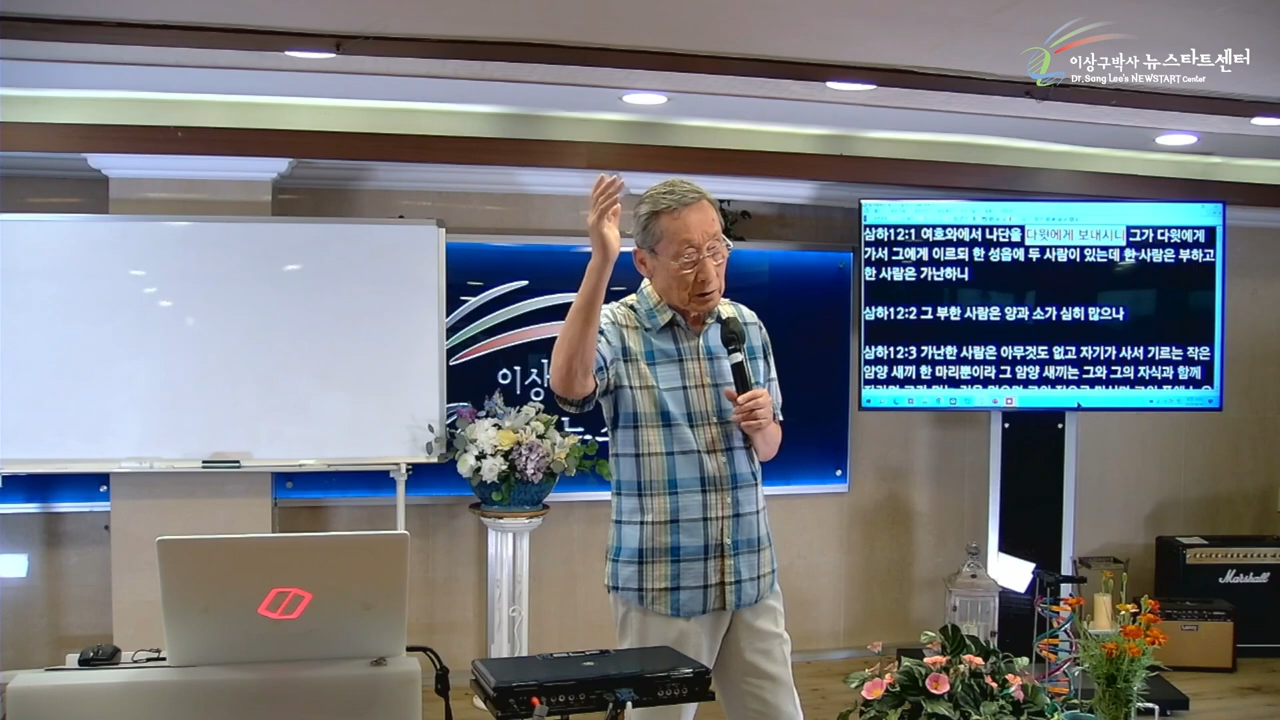 이상구박사 뉴스타트센터
Dr. Sang Lee's NEWSTART Center
삼하12:1 여호와께서 나단을 다윗에게 보내시니 그가 다윗에게
가서 그에게 이르되 한 성읍에 두 사람이 있는데 한 사람은 부하고
한 사람은 가난하니
삼하12:2 그 부한 사람은 양과 소가 심히 많으나
삼하12:3 가난한 사람은 아무것도 없고 자기가 사서 기르는 작은
암양 새끼 한 마리뿐이라 그 암양 새끼는 그와 그의 자식과 함께
이상
뉴.스
Marshall